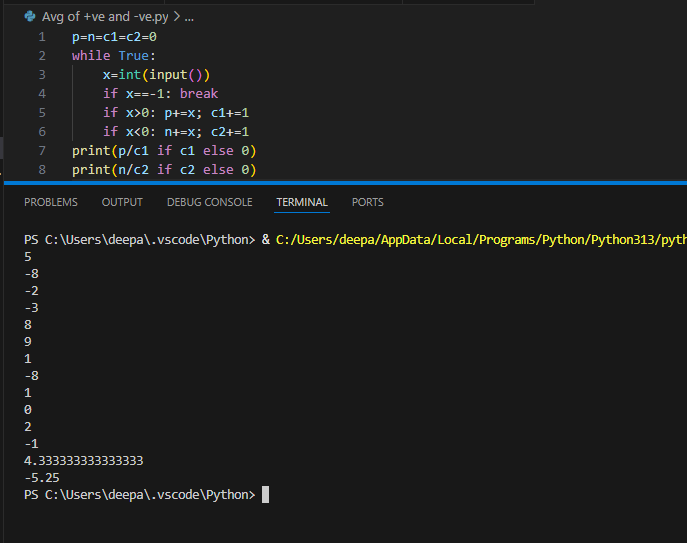 Avg of +ve and -ve.py > ...
1 p=n=c1=c2=0
2 while True:
3     x=int(input())
4     if x==-1: break
5     if x>0: p+=x; c1+=1
6     if x<0: n+=x; c2+=1
7 print(p/c1 if c1 else 0)
8 print(n/c2 if c2 else 0)
PROBLEMS OUTPUT DEBUG CONSOLE TERMINAL PORTS
PS C:\Users\deepa\.vscode\Python> & C:/Users/deepa/AppData/Local/Programs/Python/Python313/pyth
5
-8
-2
-3
8
9
1
-8
1
0
2
-1
4.333333333333333
-5.25
PS C:\Users\deepa\.vscode\Python>